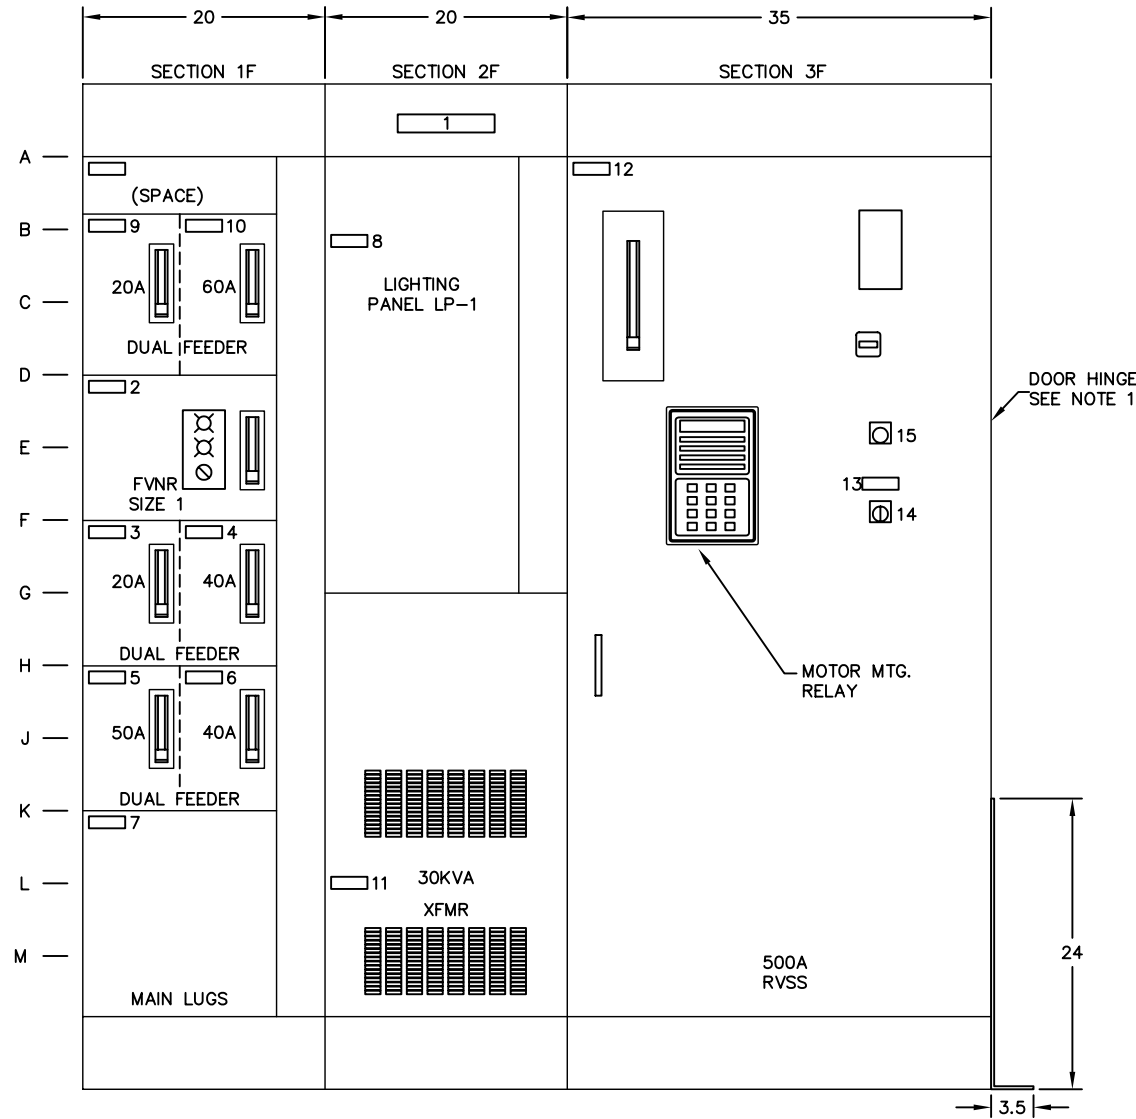 20 20 35
SECTION 1F SECTION 2F SECTION 3F
1
A
12
(SPACE)
B
9 10
8
20A 60A
LIGHTING
PANEL LP-1
C
DUAL FEEDER
D
2
DOOR HINGE
SEE NOTE 1
E
15
FVNR
SIZE 1
13
14
F
3 4
20A 40A
G
DUAL FEEDER
H
5 6
MOTOR MTG.
RELAY
50A 40A
J
DUAL FEEDER
K
7
L
11 30KVA
XFMR
M
24
500A
RVSS
MAIN LUGS
3.5